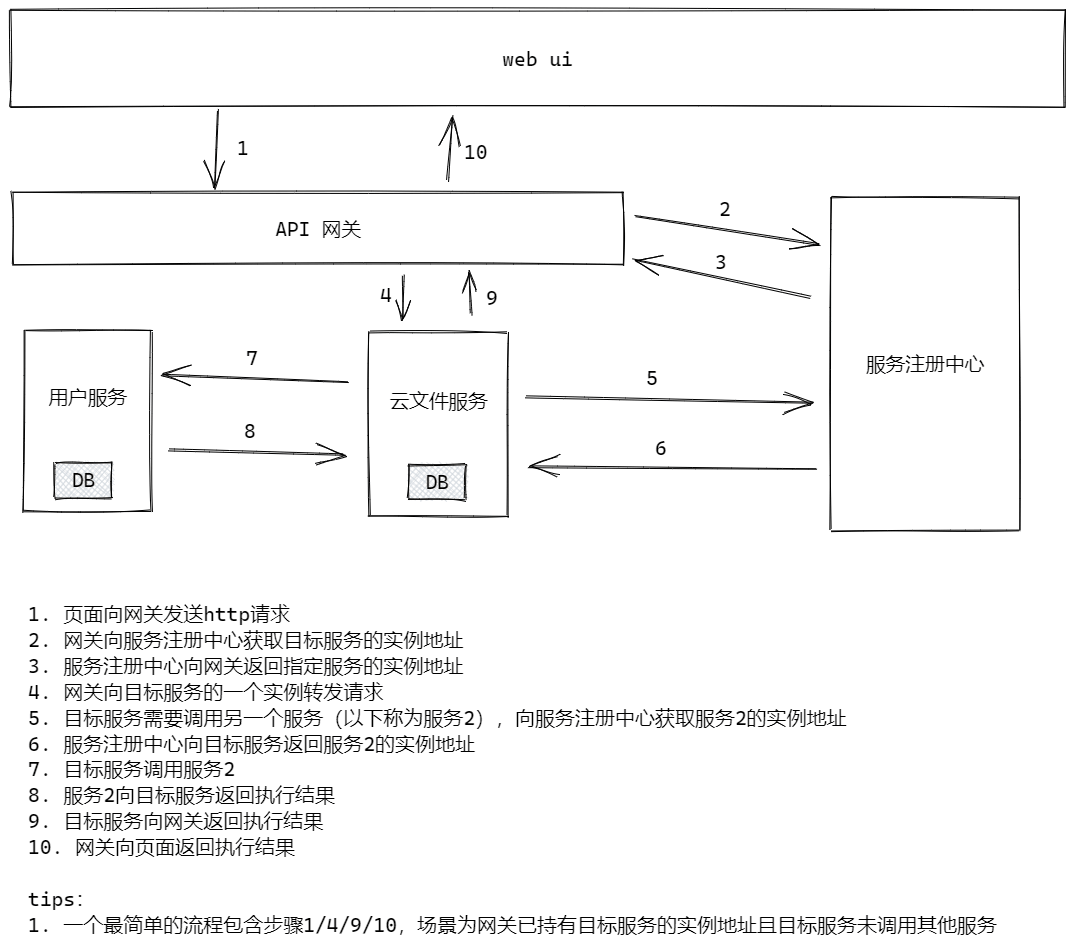 web ui
1
10
API 网关
2
3
4
9
用户服务
DB
7
8
云文件服务
DB
5
6
服务注册中心
1. 页面向网关发送http请求
2. 网关向服务注册中心获取目标服务的实例地址
3. 服务注册中心向网关返回指定服务的实例地址
4. 网关向目标服务的一个实例转发请求
5. 目标服务需要调用另一个服务（以下称为服务2），向服务注册中心获取服务2的实例地址
6. 服务注册中心向目标服务返回服务2的实例地址
7. 目标服务调用服务2
8. 服务2向目标服务返回执行结果
9. 目标服务向网关返回执行结果
10. 网关向页面返回执行结果
tips：
1. 一个最简单的流程包含步骤1/4/9/10，场景为网关已持有目标服务的实例地址且目标服务未调用其他服务